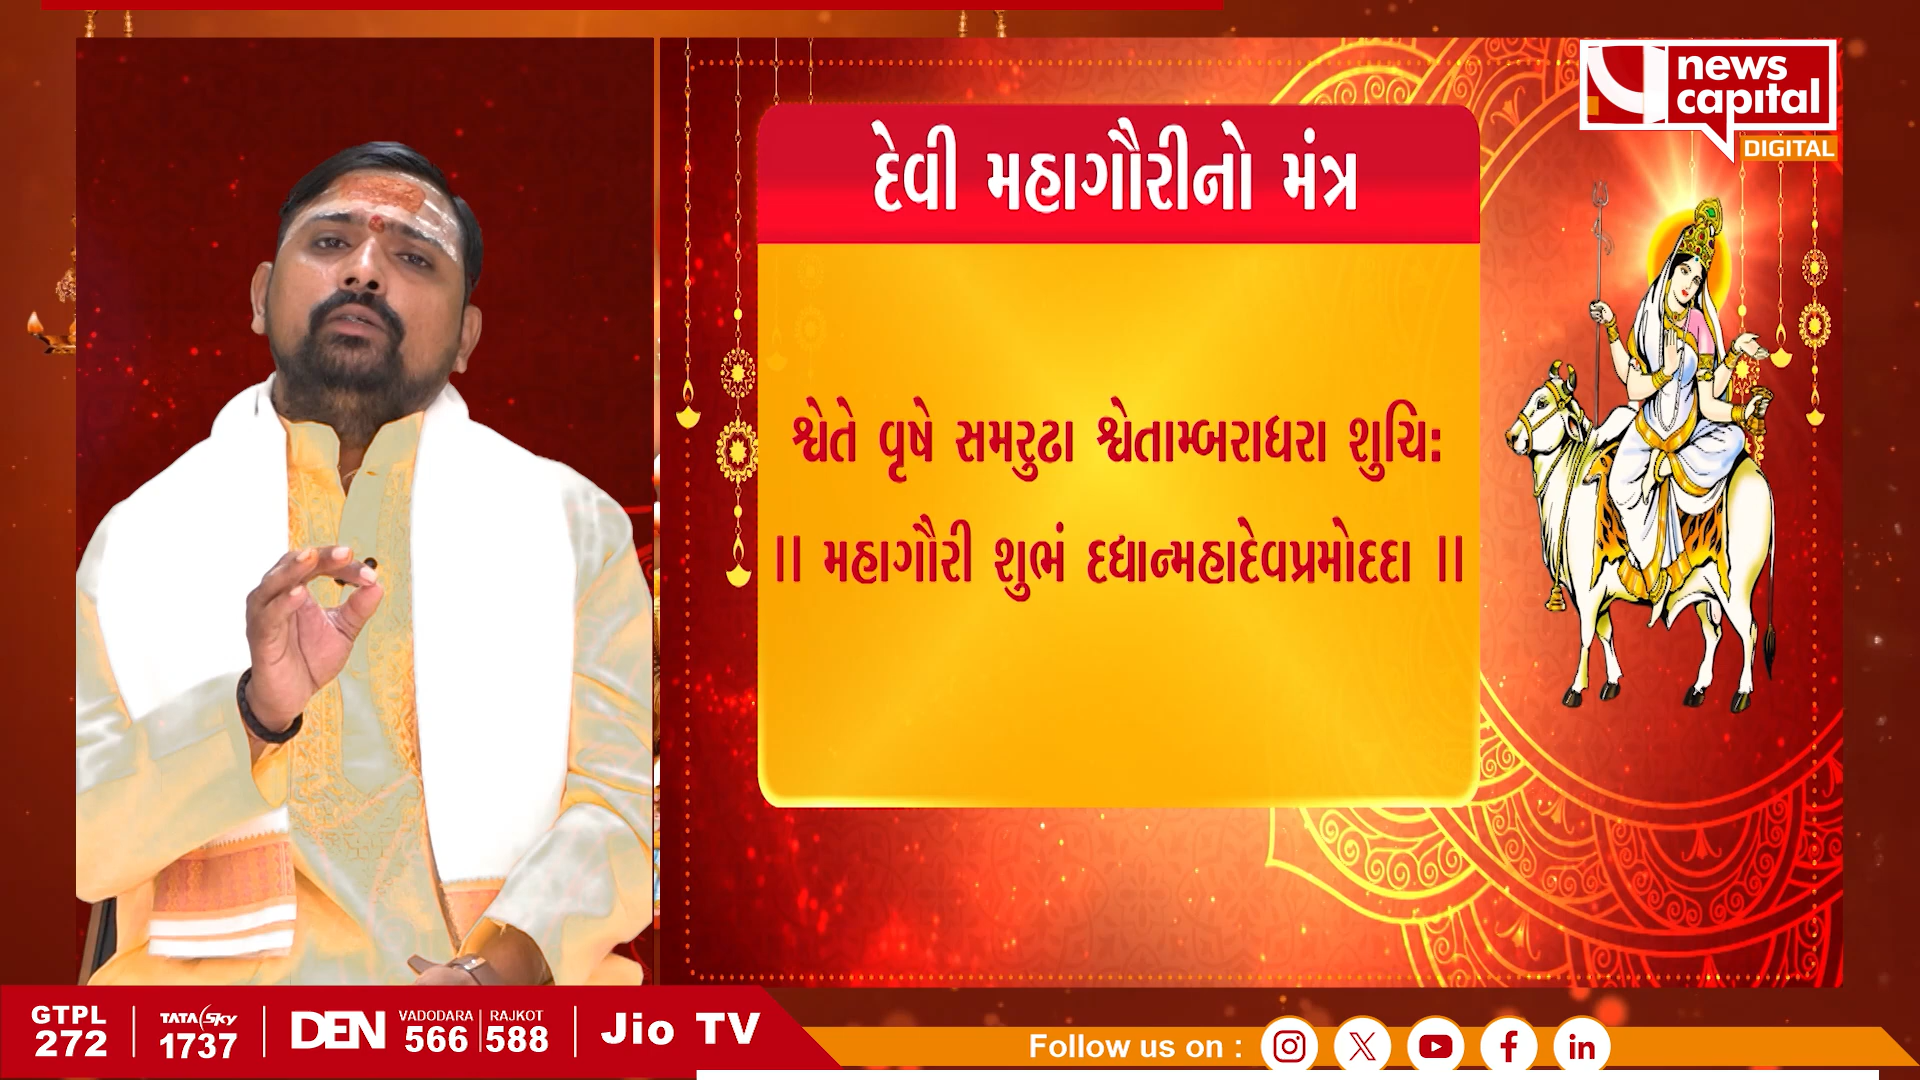 news
capital
DIGITAL
દેવી મહાગૌરીનો મંત્ર
શ્વેતે વૃષે સમરુઢા શ્વેતામ્બરાધરા શુચિઃ
।। મહાગૌરી શુભં દદ્યાન્મહાદેવપ્રમોદદા ।।
GTPL
272
TATA Sky
1737
DEN
VADODARA
566
RAJKOT
588
Jio TV
Follow us on :